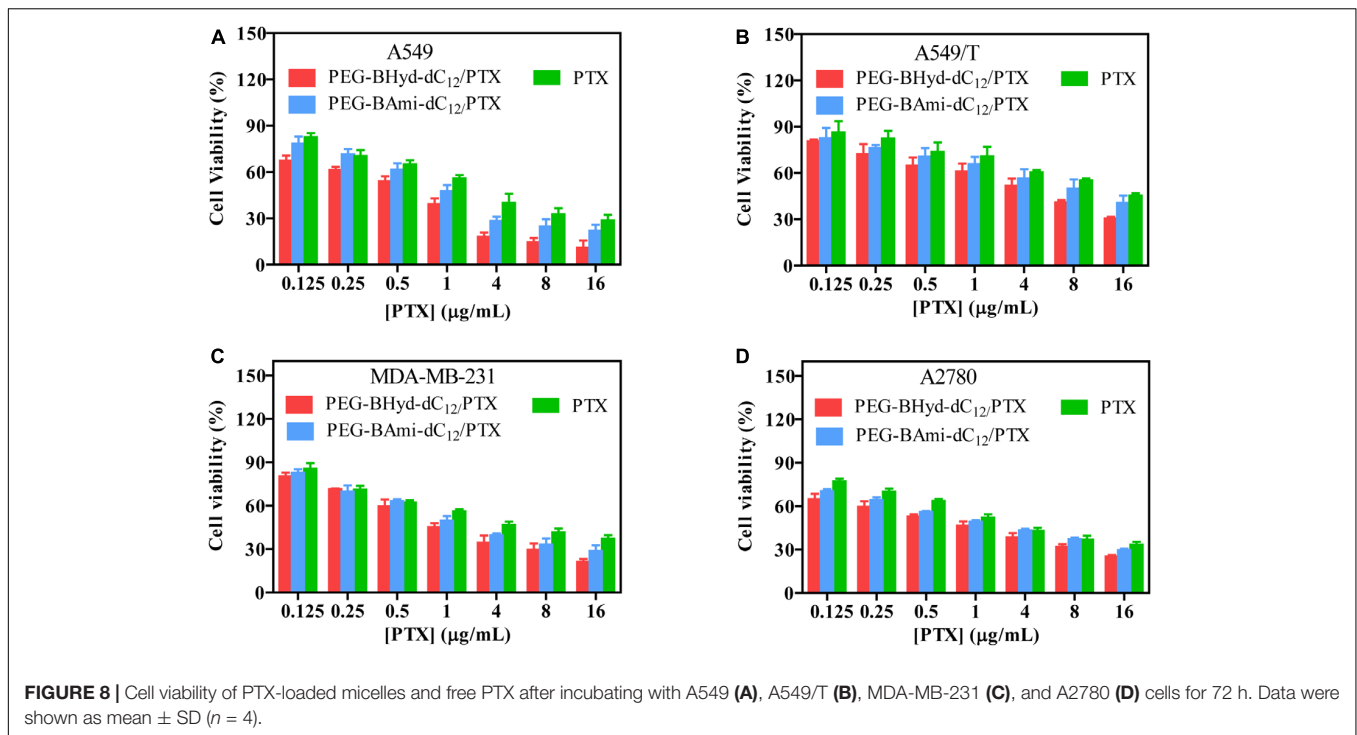 A
A549
PEG-BHyd-dC₁₂/PTX
PTX
PEG-BAmi-dC₁₂/PTX
Cell Viability (%)
150
120
90
60
30
0
0.125 0.25 0.5 1 4 8 16
[PTX] (µg/mL)
B
A549/T
PEG-BHyd-dC₁₂/PTX
PTX
PEG-BAmi-dC₁₂/PTX
Cell Viability (%)
150
120
90
60
30
0
0.125 0.25 0.5 1 4 8 16
[PTX] (µg/mL)
C
MDA-MB-231
PEG-BHyd-dC₁₂/PTX
PTX
PEG-BAmi-dC₁₂/PTX
Cell viability (%)
150
120
90
60
30
0
0.125 0.25 0.5 1 4 8 16
[PTX] (µg/mL)
D
A2780
PEG-BHyd-dC₁₂/PTX
PTX
PEG-BAmi-dC₁₂/PTX
Cell viability (%)
150
120
90
60
30
0
0.125 0.25 0.5 1 4 8 16
[PTX] (µg/mL)
FIGURE 8 | Cell viability of PTX-loaded micelles and free PTX after incubating with A549 (A), A549/T (B), MDA-MB-231 (C), and A2780 (D) cells for 72 h. Data were
shown as mean ± SD (n = 4).